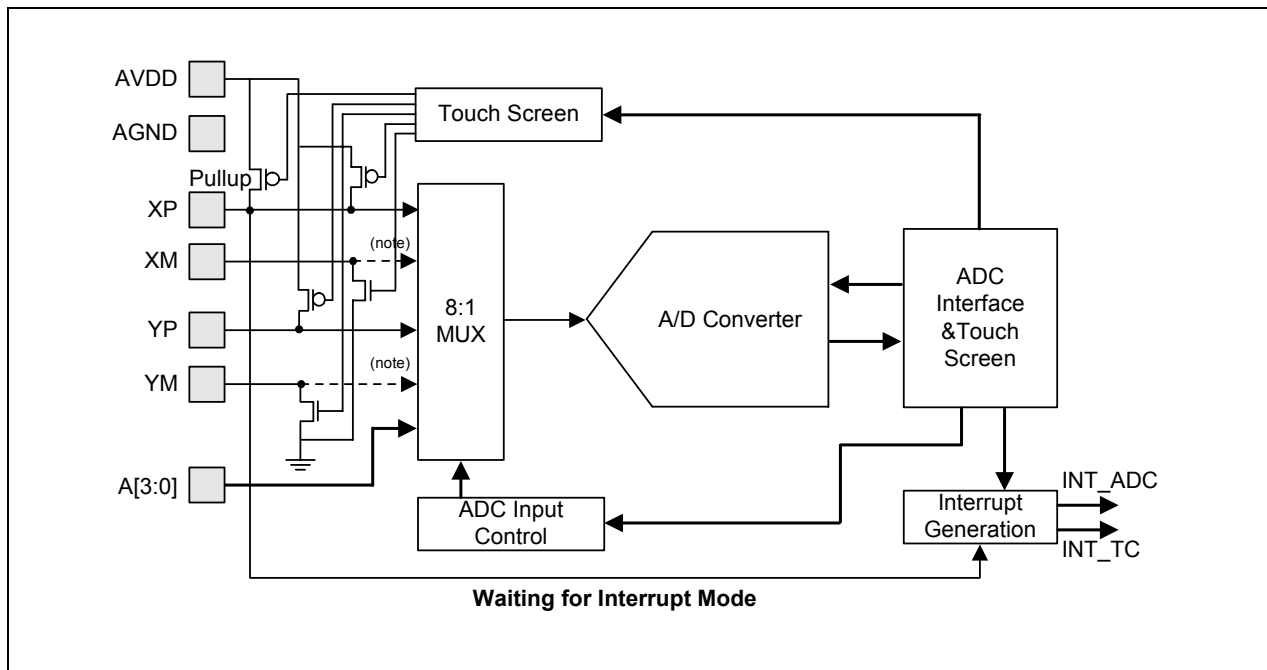 AVDD
AGND
Pullup
XP
XM
YP
YM
A[3:0]
Touch Screen
(note)
(note)
8:1
MUX
A/D Converter
ADC
Interface
&Touch
Screen
ADC Input
Control
Interrupt
Generation
INT_ADC
INT_TC
Waiting for Interrupt Mode